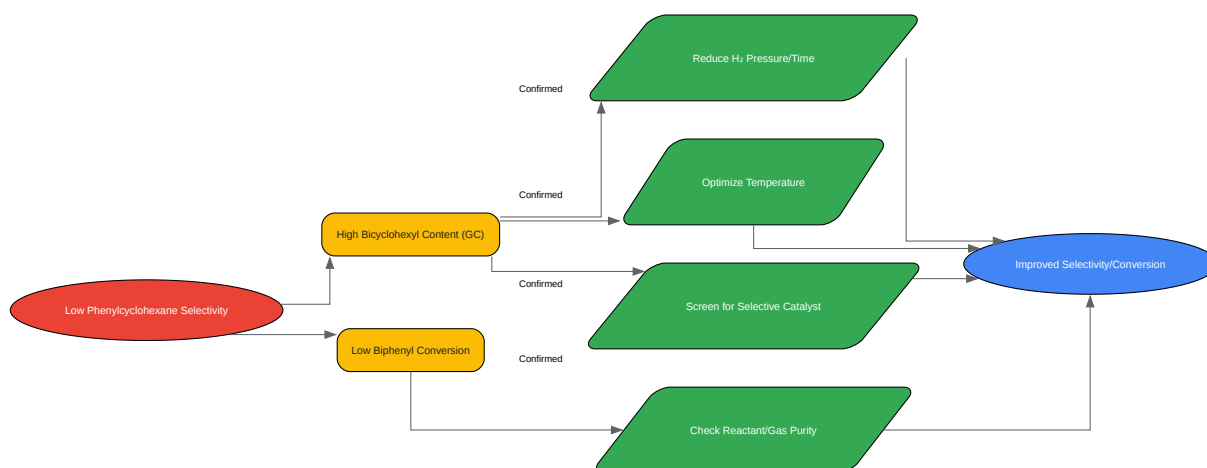 Reduce H₂ Pressure/Time
Confirmed
Optimize Temperature
Confirmed
High Bicyclohexyl Content (GC)
Improved Selectivity/Conversion
Confirmed
Low Phenylcyclohexane Selectivity
Screen for Selective Catalyst
Low Biphenyl Conversion
Confirmed
Check Reactant/Gas Purity